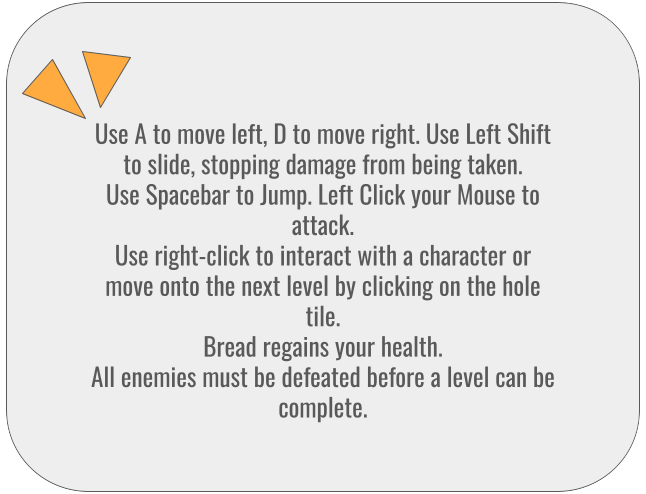 Use A to move left, D to move right. Use Left Shift
to slide, stopping damage from being taken.
Use Spacebar to Jump. Left Click your Mouse to
attack.
Use right-click to interact with a character or
move onto the next level by clicking on the hole
tile.
Bread regains your health.
All enemies must be defeated before a level can be
complete.